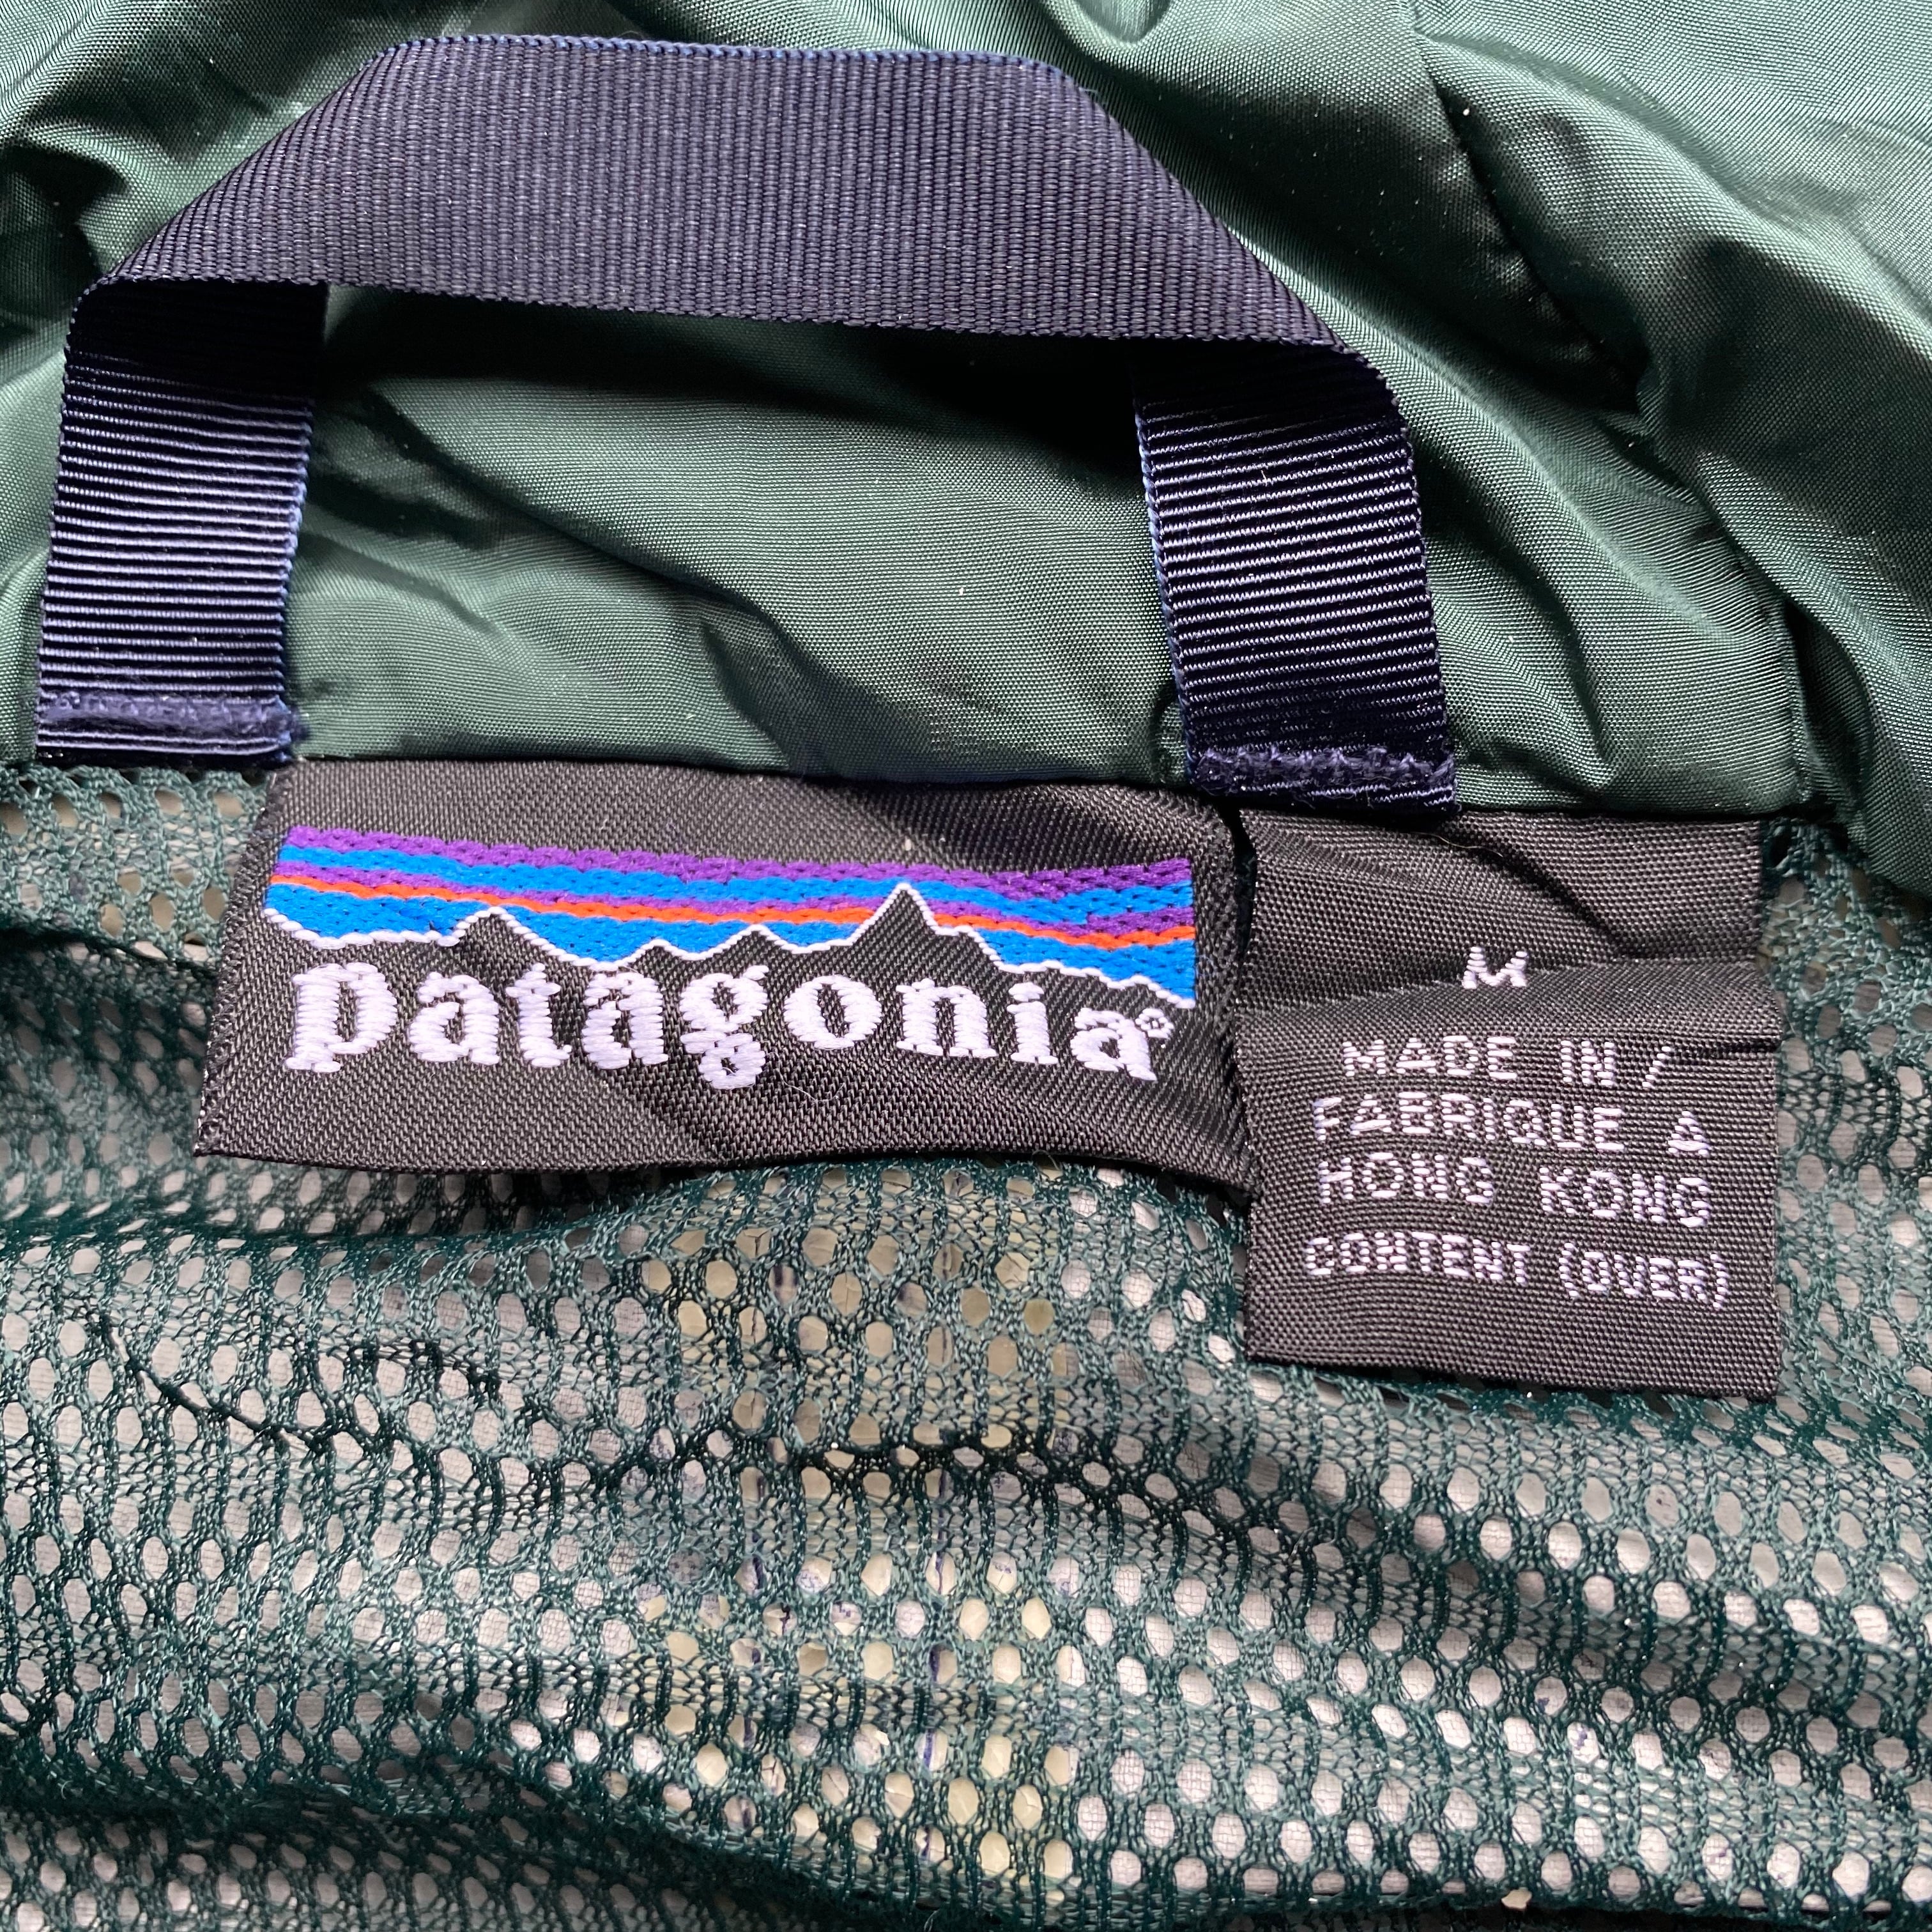 patagonia®
M
MADE IN /
FABRIQUE A
HONG KONG
CONTENT (OVER)